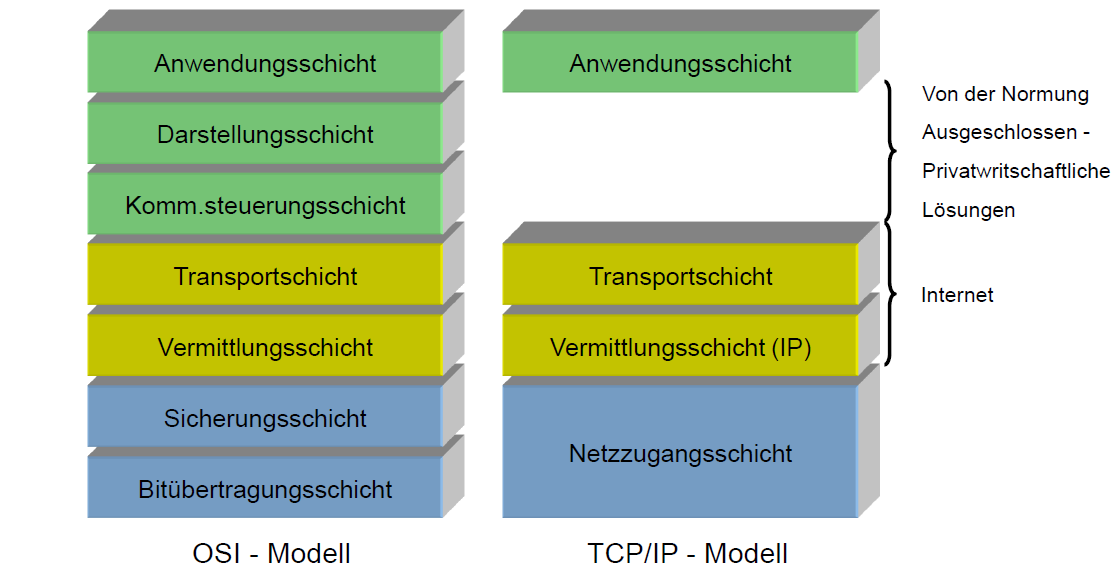 Anwendungsschicht
Darstellungsschicht
Komm.steuerungsschicht
Transportschicht
Vermittlungsschicht
Sicherungsschicht
Bitübertragungsschicht
OSI - Modell
Anwendungsschicht
Transportschicht
Vermittlungsschicht (IP)
Netzzugangsschicht
TCP/IP - Modell
Von der Normung
Ausgeschlossen -
Privatwritschaftliche
Lösungen
Internet